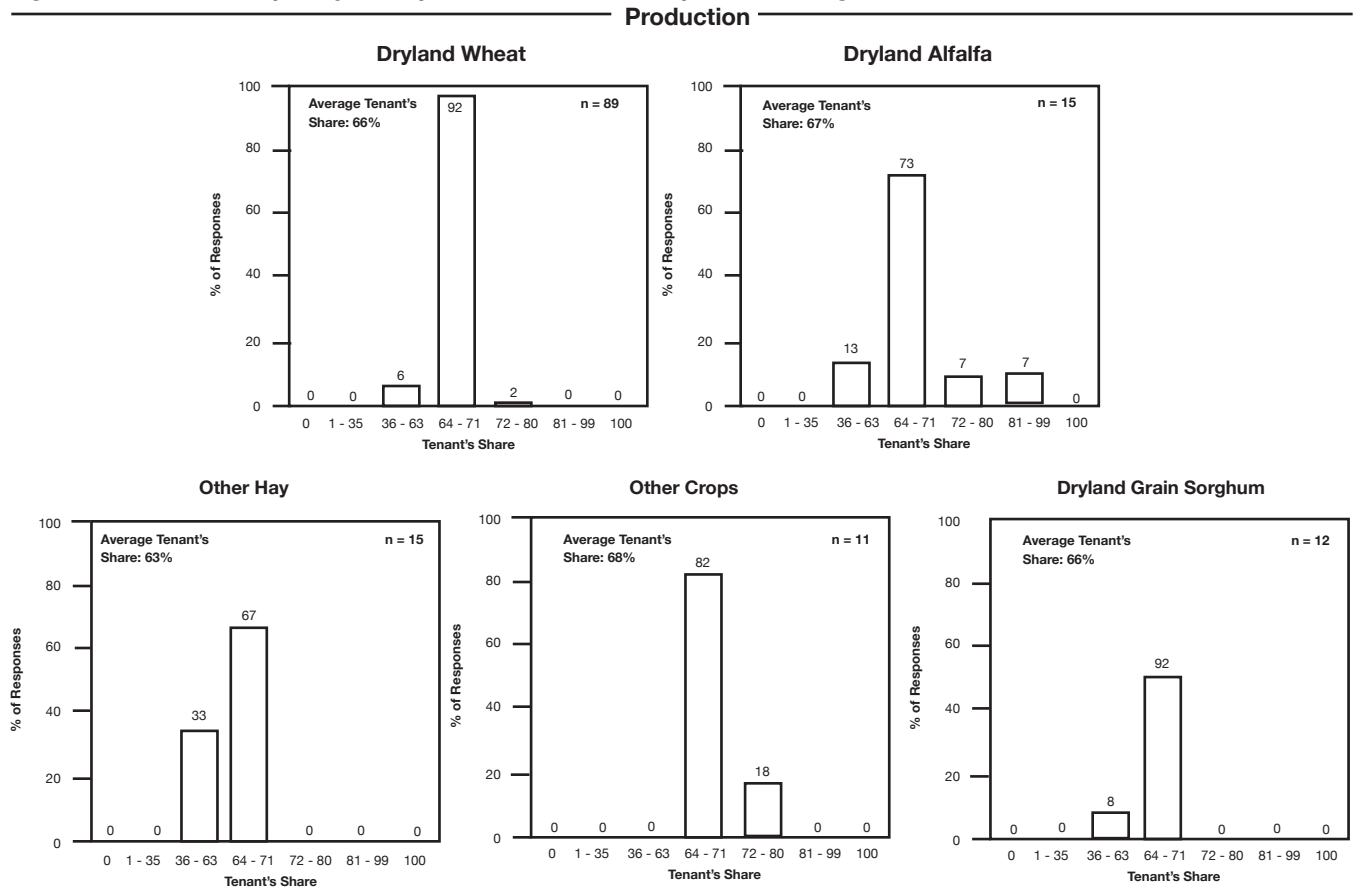 Production
Dryland Wheat
Average Tenant's
Share: 66%
n = 89
% of Responses
100
80
60
40
20
0
0
0
6
92
2
0
0
0 1 - 35 36 - 63 64 - 71 72 - 80 81 - 99 100
Tenant's Share
Dryland Alfalfa
Average Tenant's
Share: 67%
n = 15
% of Responses
100
80
60
40
20
0
0
0
13
73
7
7
0
0 1 - 35 36 - 63 64 - 71 72 - 80 81 - 99 100
Tenant's Share
Other Hay
Average Tenant's
Share: 63%
n = 15
% of Responses
100
80
60
40
20
0
0
0
33
67
0
0
0
0 1 - 35 36 - 63 64 - 71 72 - 80 81 - 99 100
Tenant's Share
Other Crops
Average Tenant's
Share: 68%
n = 11
% of Responses
100
80
60
40
20
0
0
0
0
82
18
0
0
0 1 - 35 36 - 63 64 - 71 72 - 80 81 - 99 100
Tenant's Share
Dryland Grain Sorghum
Average Tenant's
Share: 66%
n = 12
% of Responses
100
80
60
40
20
0
0
0
8
92
0
0
0
0 1 - 35 36 - 63 64 - 71 72 - 80 81 - 99 100
Tenant's Share